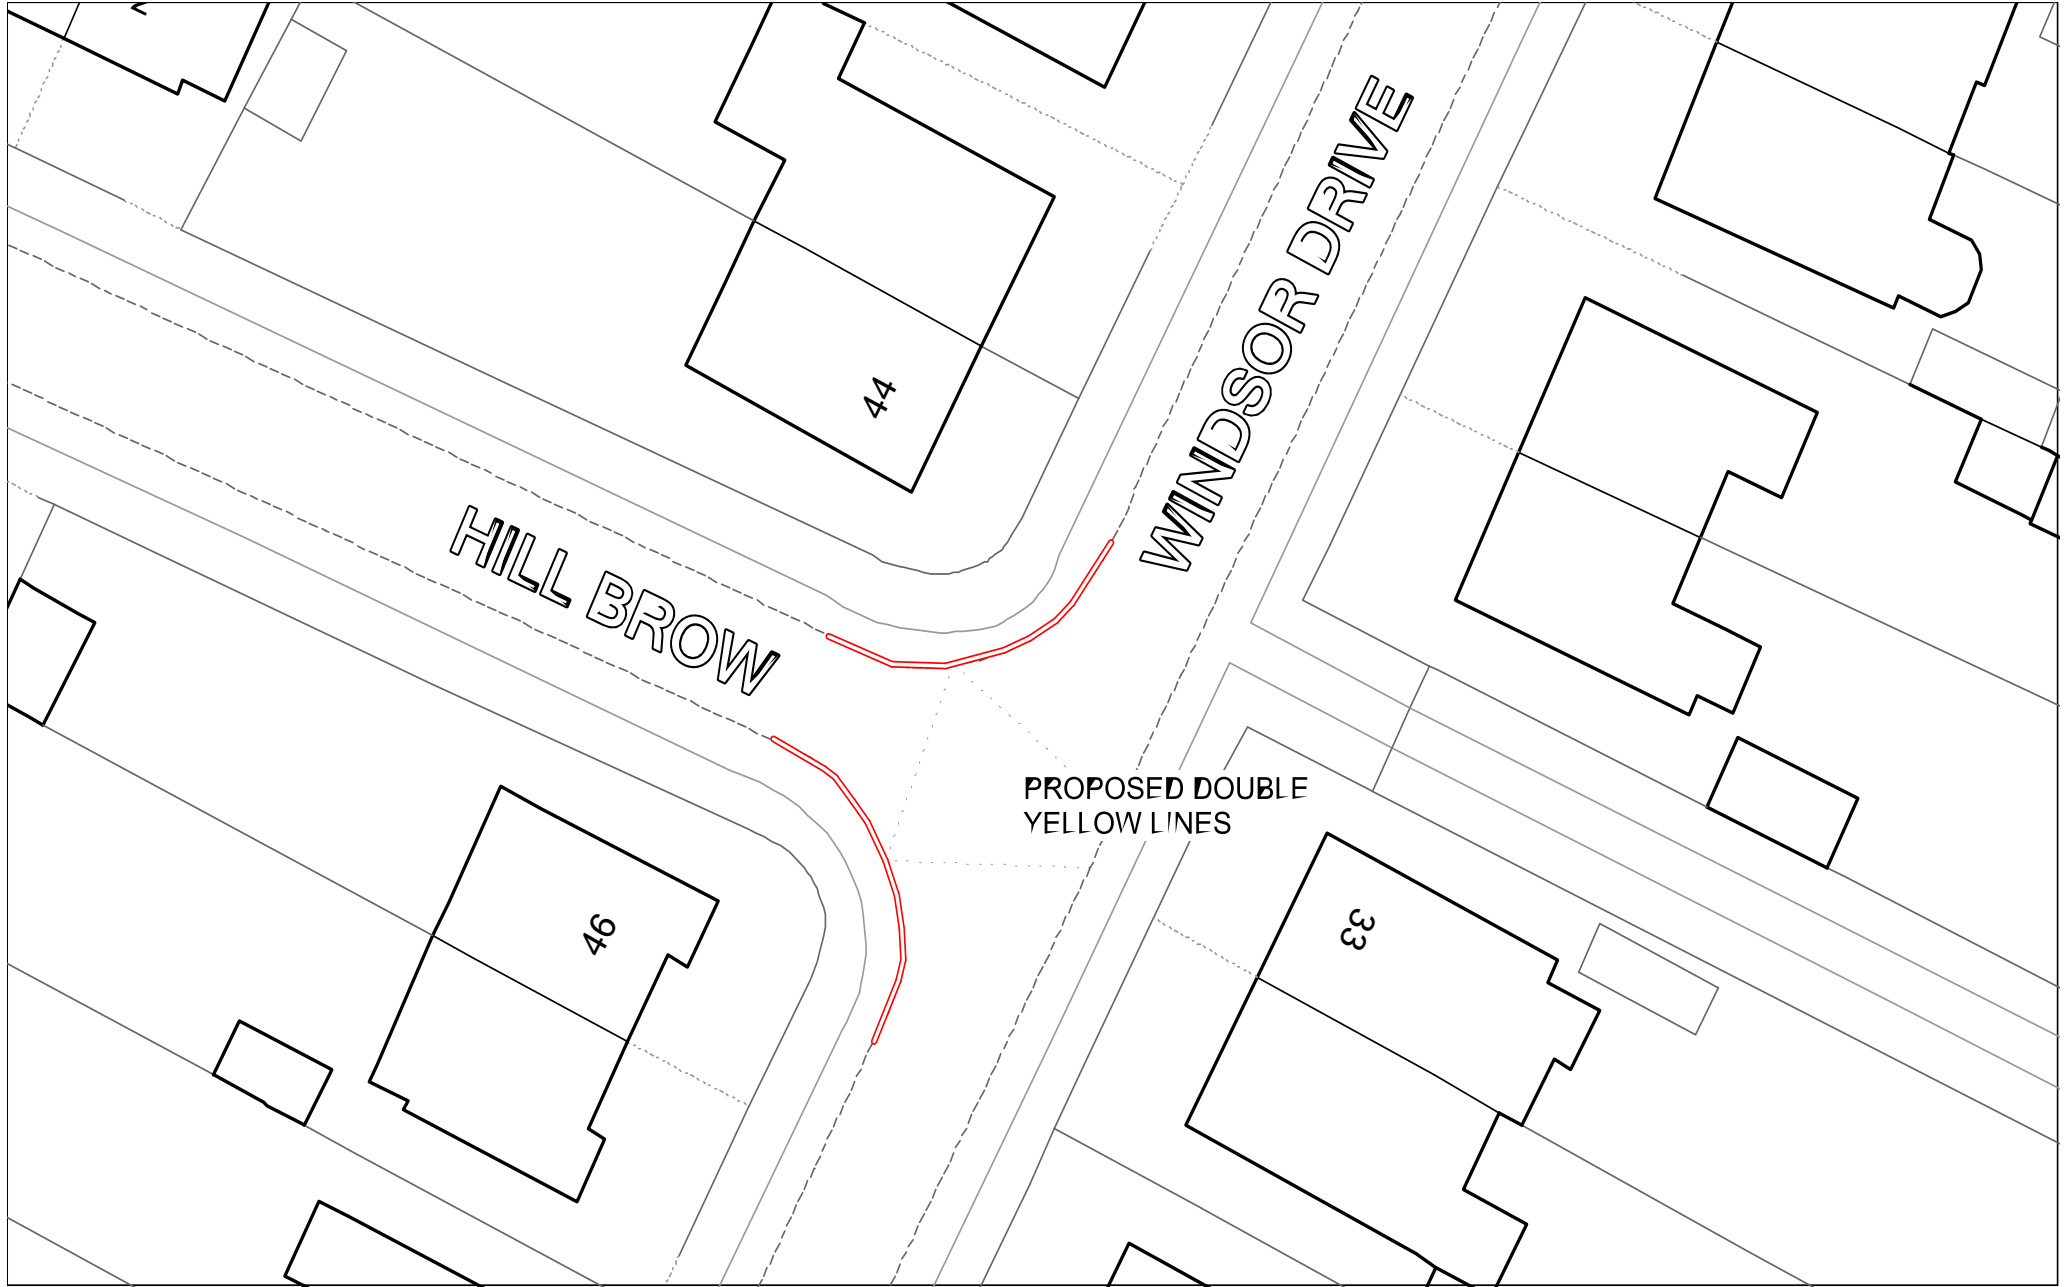 WINDSOR DRIVE
44
HILL BROW
PROPOSED DOUBLE
YELLOW LINES
46
33